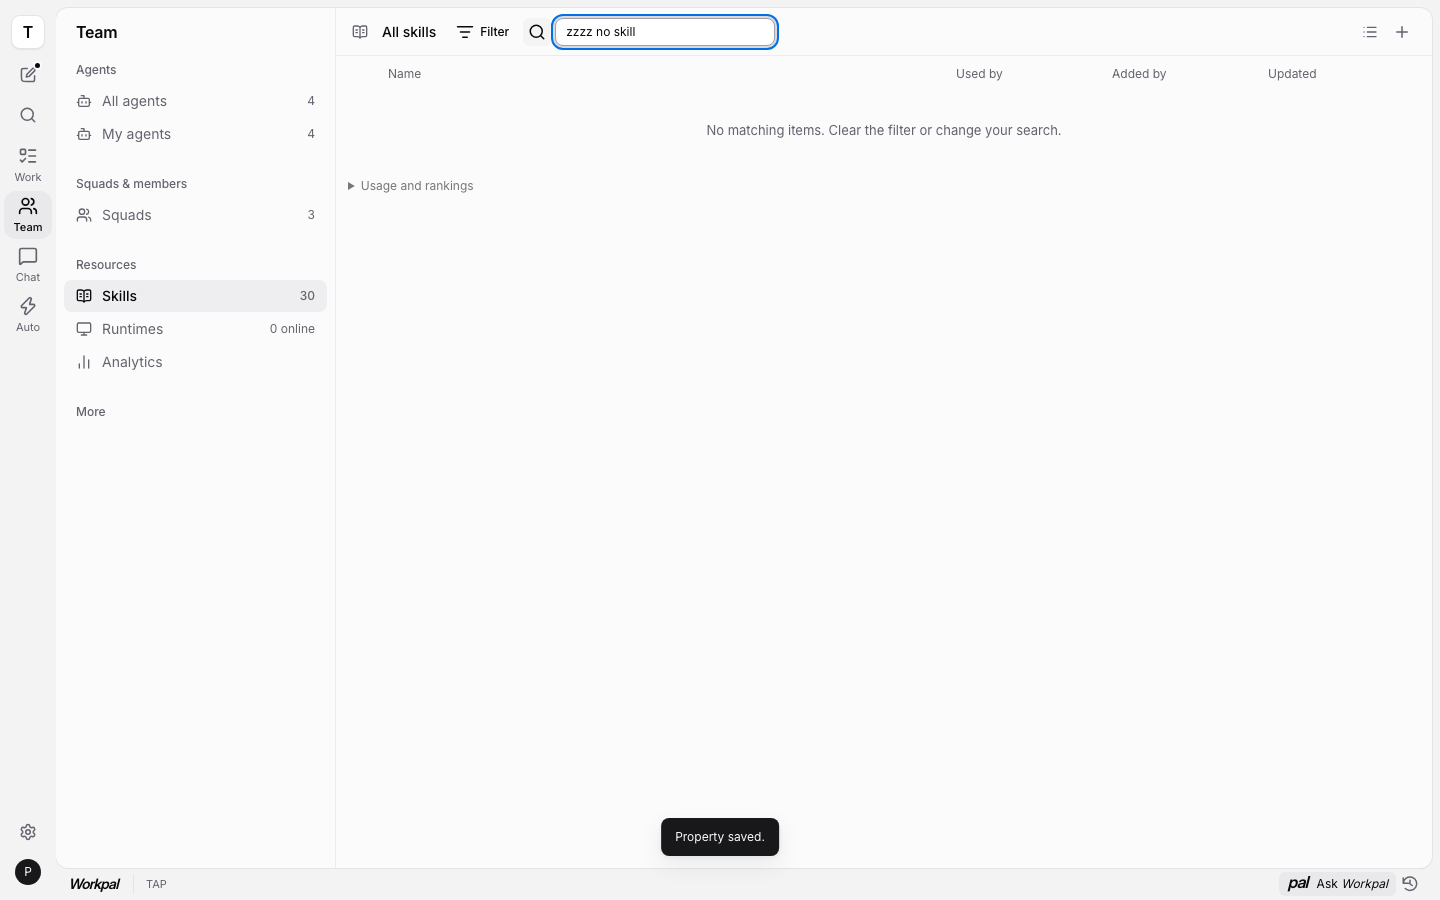 T
Work
Team
Chat
Auto
P
Team
Agents
All agents 4
My agents 4
Squads & members
Squads 3
Resources
Skills 30
Runtimes 0 online
Analytics
More
All skills Filter zzzz no skill
Name Used by Added by Updated
No matching items. Clear the filter or change your search.
Usage and rankings
Property saved.
Workpal TAP
pal Ask Workpal